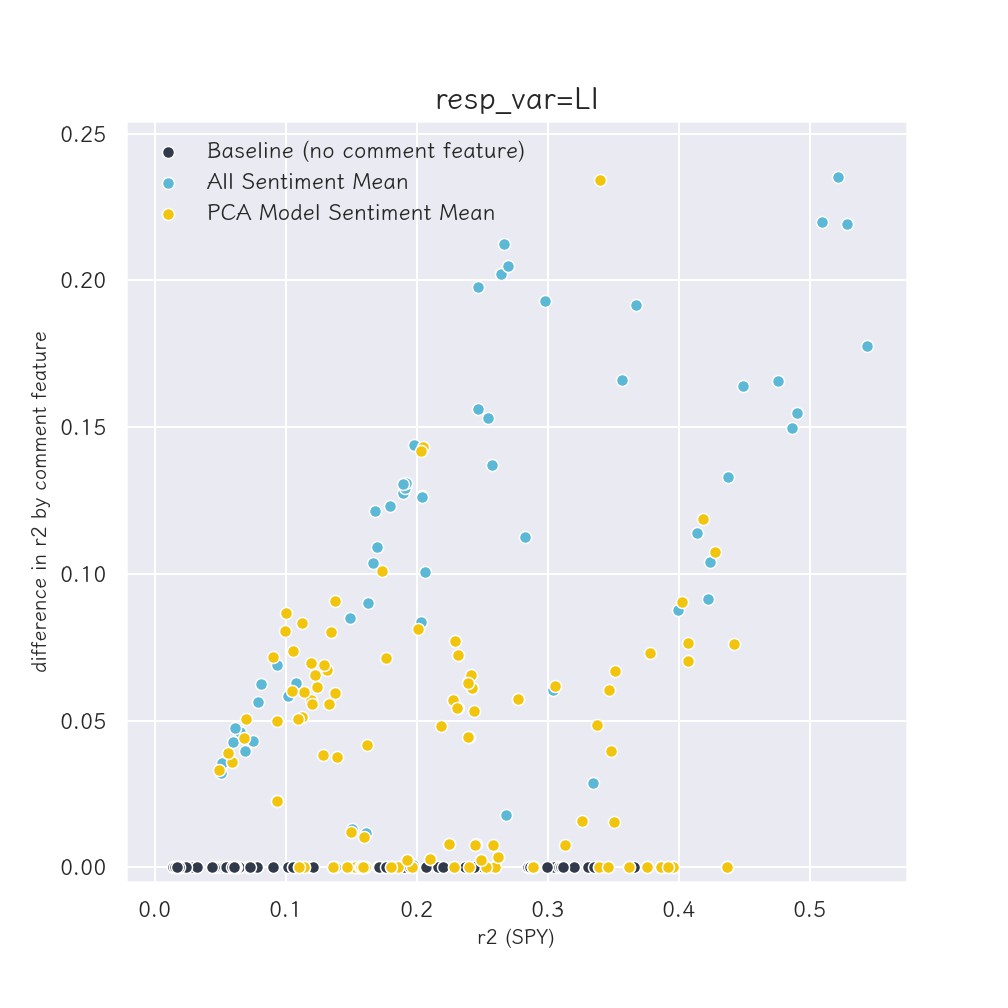 resp_var=LI
0.25
0.20
0.15
0.10
0.05
0.00
difference in r2 by comment feature
Baseline (no comment feature)
All Sentiment Mean
PCA Model Sentiment Mean
0.0 0.1 0.2 0.3 0.4 0.5
r2 (SPY)